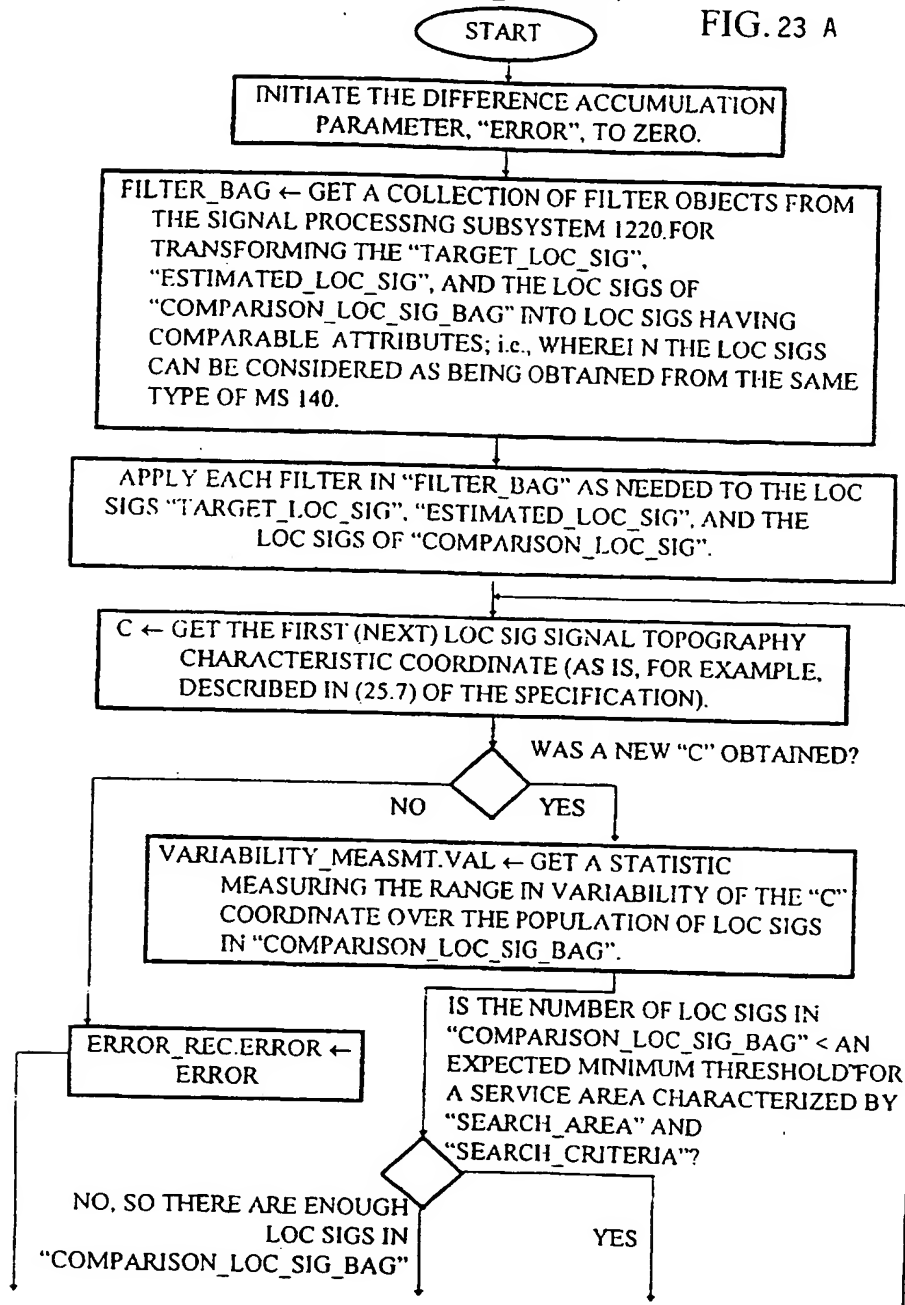 FIG. 23 A
START
INITIATE THE DIFFERENCE ACCUMULATION
PARAMETER, “ERROR”, TO ZERO.
FILTER_BAG ← GET A COLLECTION OF FILTER OBJECTS FROM
THE SIGNAL PROCESSING SUBSYSTEM 1220.FOR
TRANSFORMING THE “TARGET_LOC_SIG”,
“ESTIMATED_LOC_SIG”, AND THE LOC SIGS OF
“COMPARISON_LOC_SIG_BAG” INTO LOC SIGS HAVING
COMPARABLE ATTRIBUTES; i.e., WHEREI N THE LOC SIGS
CAN BE CONSIDERED AS BEING OBTAINED FROM THE SAME
TYPE OF MS 140.
APPLY EACH FILTER IN “FILTER_BAG” AS NEEDED TO THE LOC
SIGS “TARGET_LOC_SIG”, “ESTIMATED_LOC_SIG”, AND THE
LOC SIGS OF “COMPARISON_LOC_SIG”.
C ← GET THE FIRST (NEXT) LOC SIG SIGNAL TOPOGRAPHY
CHARACTERISTIC COORDINATE (AS IS, FOR EXAMPLE,
DESCRIBED IN (25.7) OF THE SPECIFICATION).
WAS A NEW “C” OBTAINED?
NO YES
VARIABILITY_MEASMT.VAL ← GET A STATISTIC
MEASURING THE RANGE IN VARIABILITY OF THE “C”
COORDINATE OVER THE POPULATION OF LOC SIGS
IN “COMPARISON_LOC_SIG_BAG”.
ERROR_REC.ERROR ←
ERROR
IS THE NUMBER OF LOC SIGS IN
“COMPARISON_LOC_SIG_BAG” < AN
EXPECTED MINIMUM THRESHOLD FOR
A SERVICE AREA CHARACTERIZED BY
“SEARCH_AREA” AND
“SEARCH_CRITERIA”?
NO, SO THERE ARE ENOUGH
LOC SIGS IN
“COMPARISON_LOC_SIG_BAG”
YES